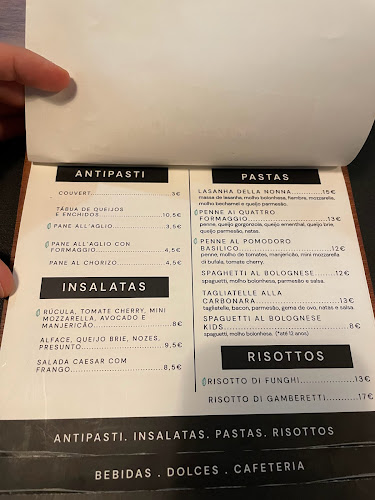 ANTIPASTI
COUVERT...3€
TÁBUA DE QUEIJOS
E ENCHIDOS...10,5€
PANE ALL'AGLIO...3,5€
PANE ALL'AGLIO CON
FORMAGGIO...4,5€
PANE AL CHORIZO...4,5€
INSALATAS
RÚCULA, TOMATE CHERRY, MINI
MOZZARELLA, AVOCADO E
MANJERICÃO...8€
ALFACE, QUEIJO BRIE, NOZES,
PRESUNTO...9,5€
SALADA CAESAR COM
FRANGO...8,5€
PASTAS
LASANHA DELLA NONNA...15€
massa de lasanha, molho bolonhesa, fiambre, mozzarella,
molho bechamel e queijo parmesão.
PENNE AI QUATTRO
FORMAGGIO...13€
penne, queijo gorgonzola, queijo ementhal, queijo brie,
queijo parmesão, natas.
PENNE AL POMODORO
BASILICO...12€
penne, molho de tomate, manjericão, mini mozzarella
di bufala, tomate cherry.
SPAGHETTI AL BOLOGNESE...12€
spaguetti, molho bolonhesa, parmesão e salsa.
TAGLIATELLE ALLA
CARBONARA...13€
tagliatelle, bacon, parmesão, gema de ovo, natas e salsa.
SPAGUETTI AL BOLOGNESE
KIDS...8€
spaguetti, molho bolonhesa. (*até 12 anos).
RISOTTOS
RISOTTO DI FUNGHI...13€
RISOTTO DI GAMBERETTI...17€
ANTIPASTI. INSALATAS. PASTAS. RISOTTOS
BEBIDAS . DOLCES . CAFETERIA